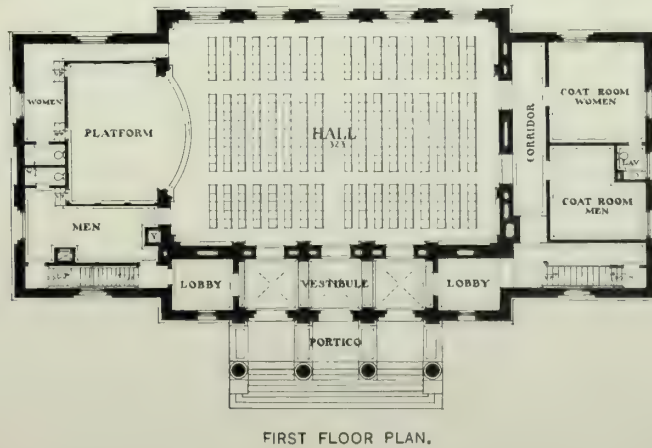 WOMEN
PLATFORM
HALL
323
CORRIDOR
COAT ROOM
WOMEN
LAV
COAT ROOM
MEN
MEN
V
LOBBY
VESTIBULE
LOBBY
PORTICO
FIRST FLOOR PLAN.